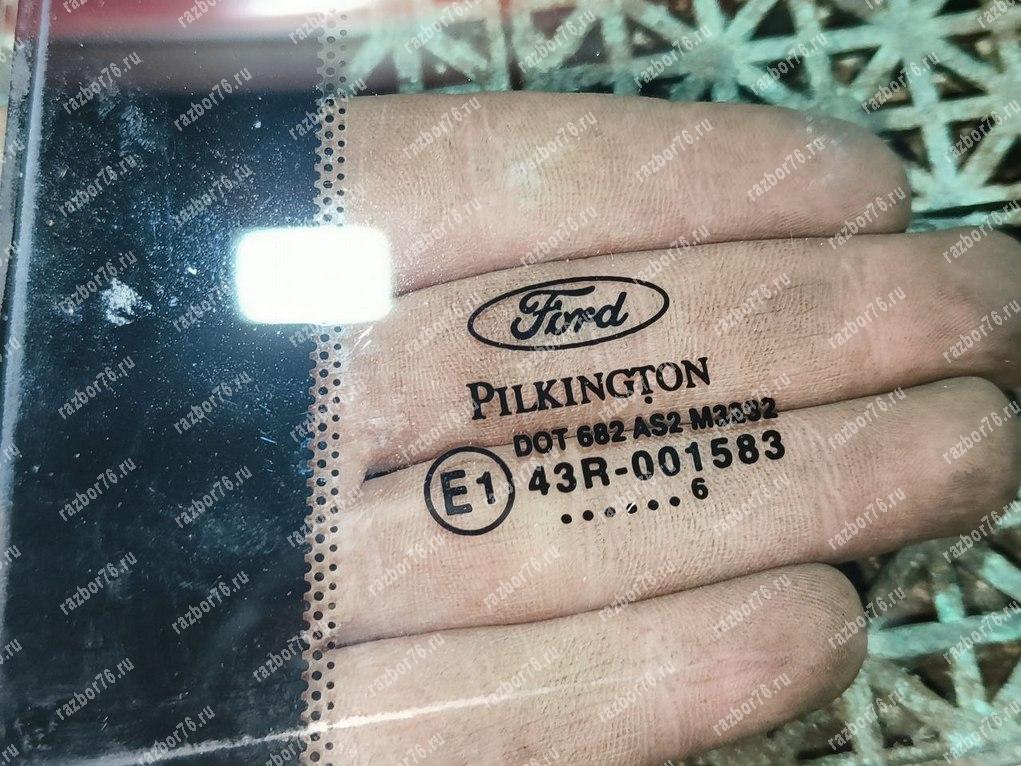 Ford
PILKINGTON
DOT 682 AS2
E1 43R-001583
......6
razbor76.ru